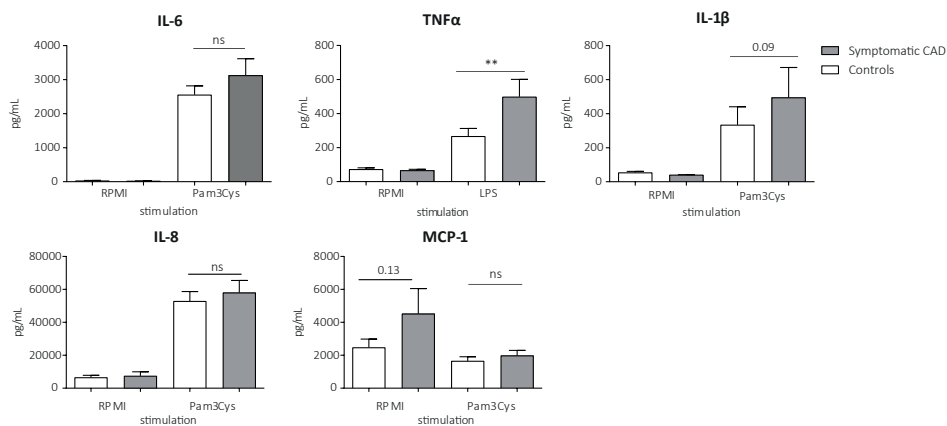 IL-6
4000
3000
2000
1000
0
pg/mL
ns
RPMI
Pam3Cys
stimulation
TNFα
800
600
400
200
0
pg/mL
**
RPMI
LPS
stimulation
IL-1β
800
600
400
200
0
pg/mL
0.09
RPMI
Pam3Cys
stimulation
Symptomatic CAD
Controls
IL-8
80000
60000
40000
20000
0
pg/mL
ns
RPMI
Pam3Cys
stimulation
MCP-1
8000
6000
4000
2000
0
pg/mL
0.13
ns
RPMI
Pam3Cys
stimulation